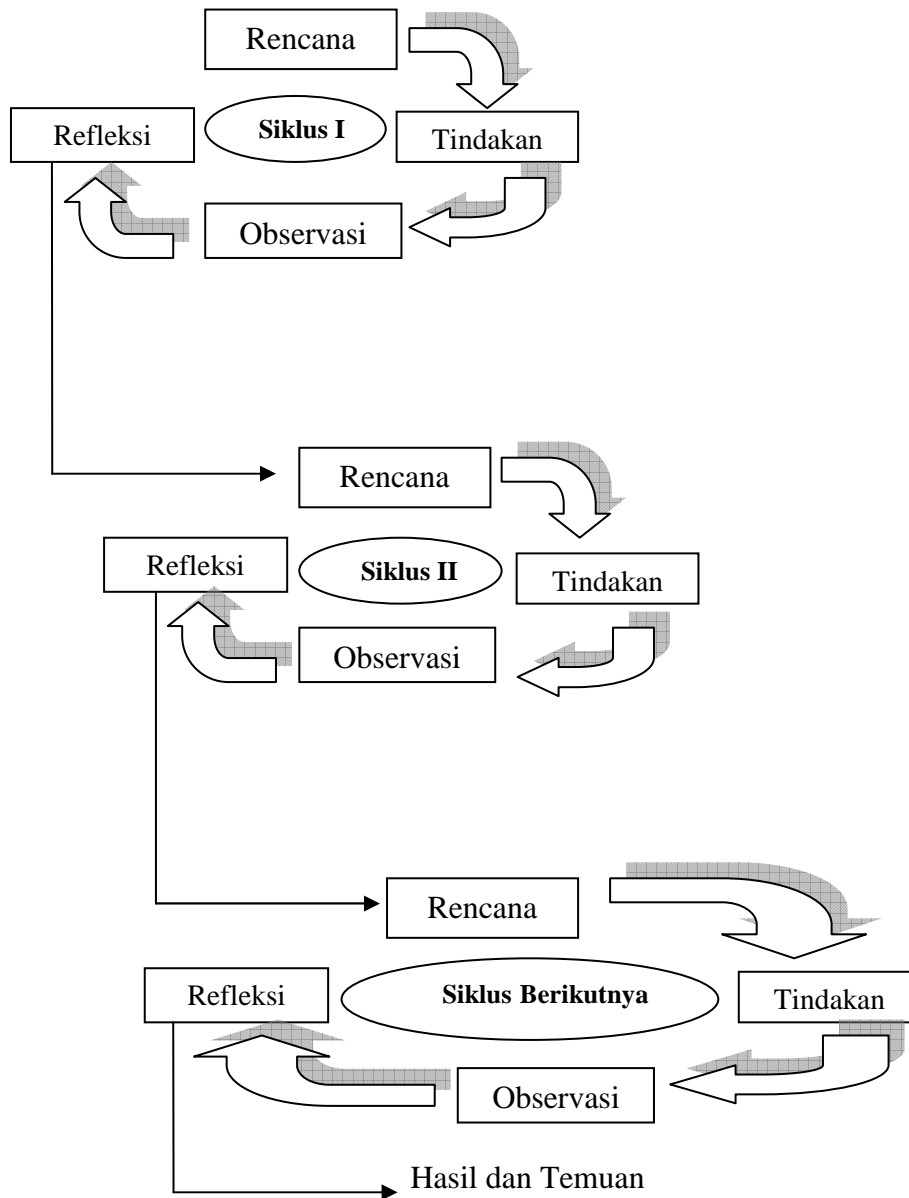 Rencana
Refleksi
Siklus I
Tindakan
Observasi
Rencana
Refleksi
Siklus II
Tindakan
Observasi
Rencana
Refleksi
Siklus Berikutnya
Tindakan
Observasi
Hasil dan Temuan